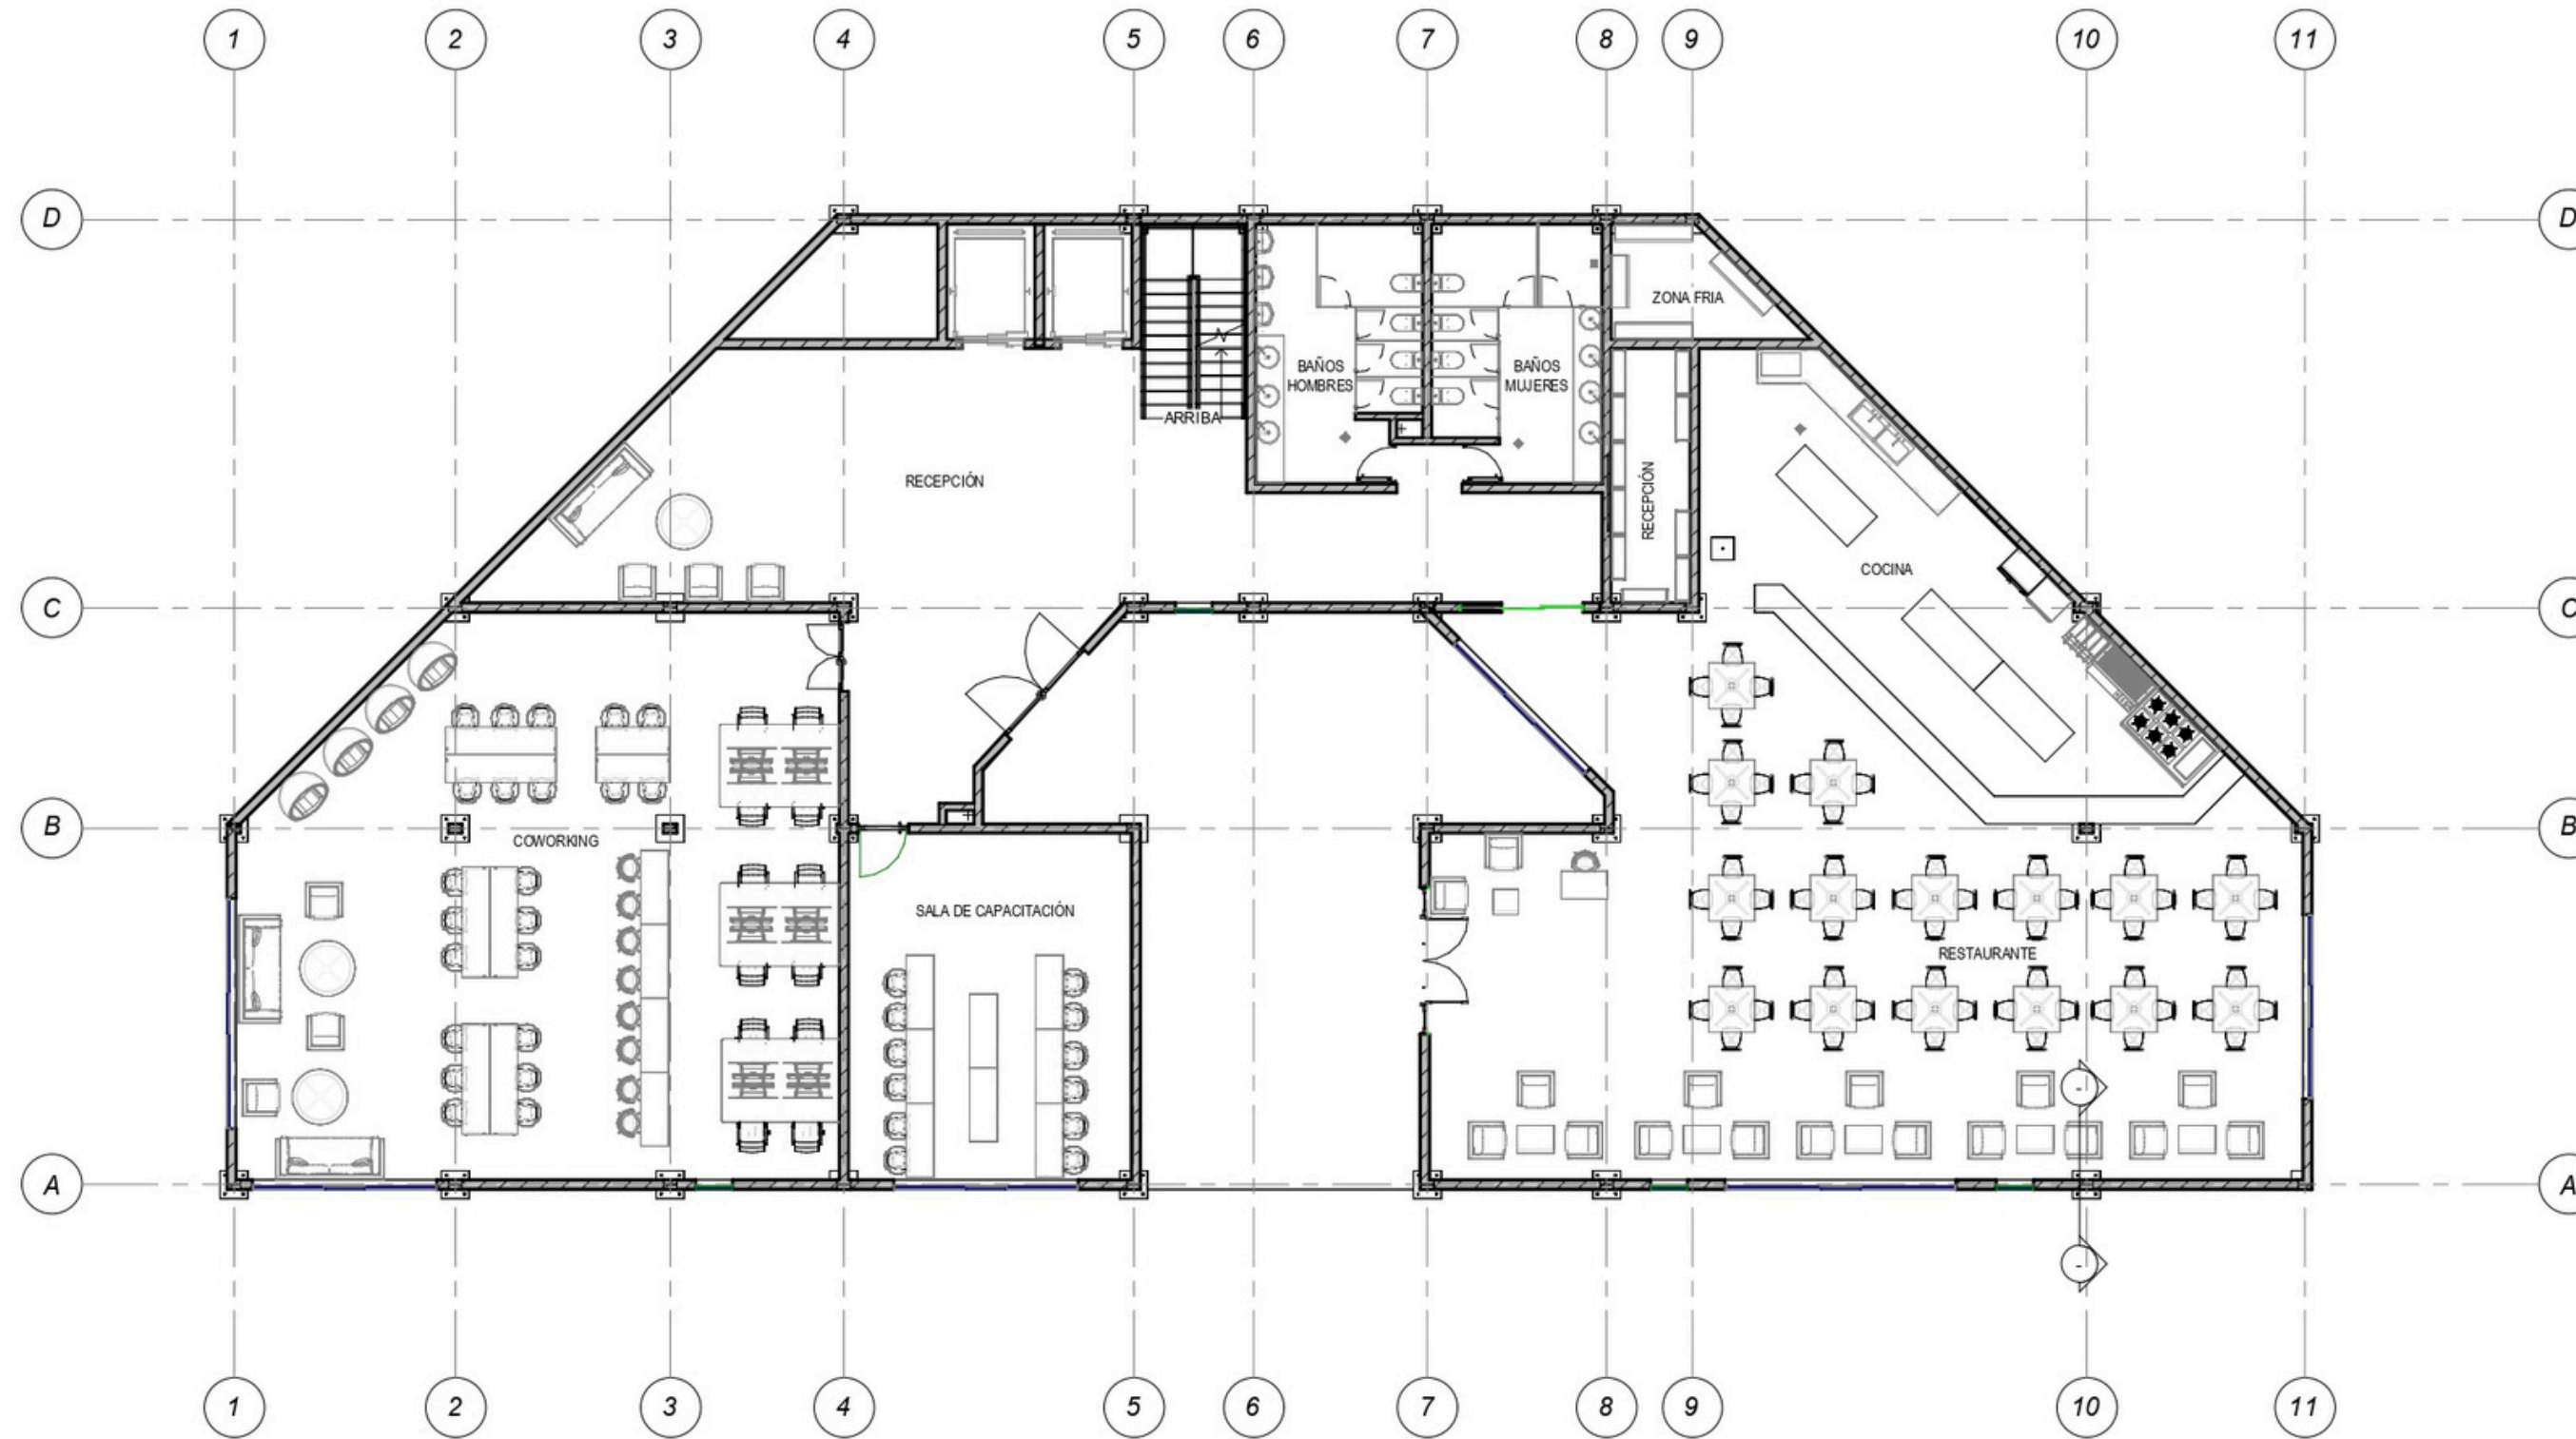 1 2 3 4 5 6 7 8 9 10 11
D D
ZONA FRIA
BAÑOS
HOMBRES
BAÑOS
MUJERES
ARRIBA
RECEPCIÓN
RECEPCIÓN
COCINA
C C
B B
COWORKING
SALA DE CAPACITACIÓN
RESTAURANTE
-
A A
-
1 2 3 4 5 6 7 8 9 10 11